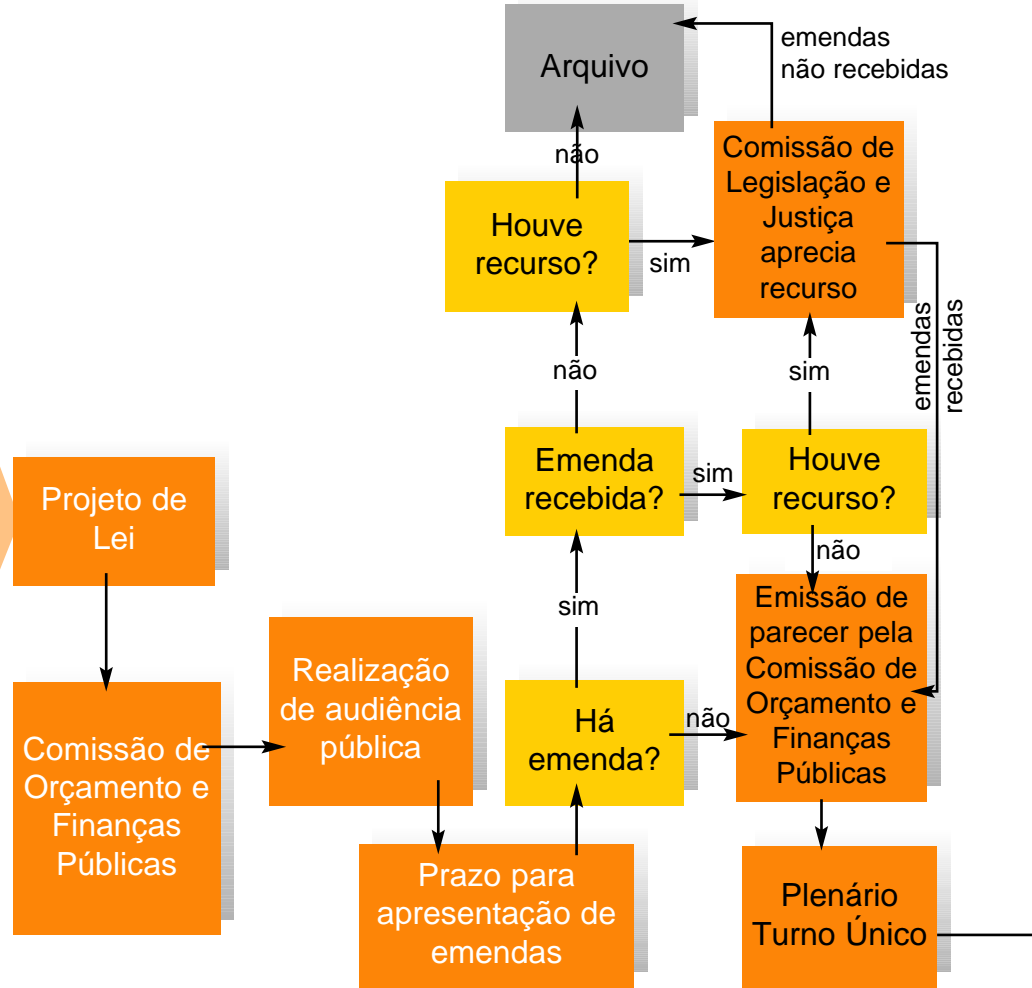 Arquivo
emendas
não recebidas
não
Comissão de
Legislação e
Justiça
aprecia
recurso
Houve
recurso?
sim
emendas
recebidas
não
sim
Emenda
recebida?
sim
Houve
recurso?
Projeto de
Lei
não
sim
Emissão de
parecer pela
Comissão de
Orçamento e
Finanças
Públicas
Realização
de audiência
pública
Há
emenda?
não
Comissão de
Orçamento e
Finanças
Públicas
Prazo para
apresentação de
emendas
Plenário
Turno Único